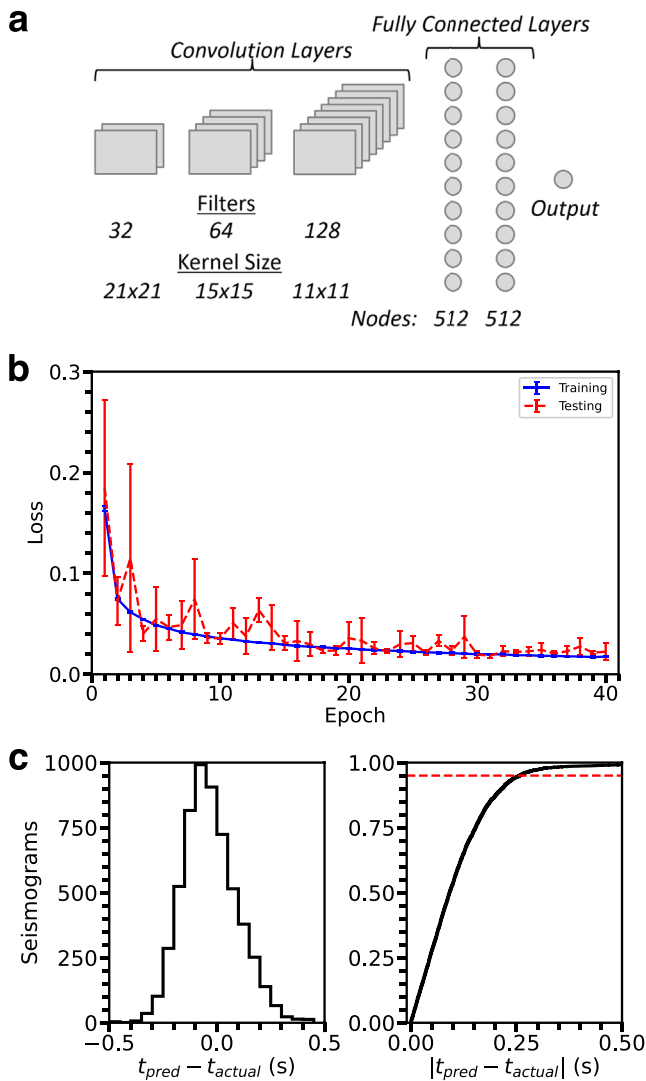 a
Fully Connected Layers
Convolution Layers
Filters
32 64 128
Kernel Size
21x21 15x15 11x11
Output
Nodes: 512 512
b
0.3
0.2
0.1
0.0
Loss
Training
Testing
0 10 20 30 40
Epoch
c
1000
750
500
250
0
Seismograms
−0.5 0.0 0.5
t_pred − t_actual (s)
1.00
0.75
0.50
0.25
0.00
0.00 0.25 0.50
|t_pred − t_actual| (s)